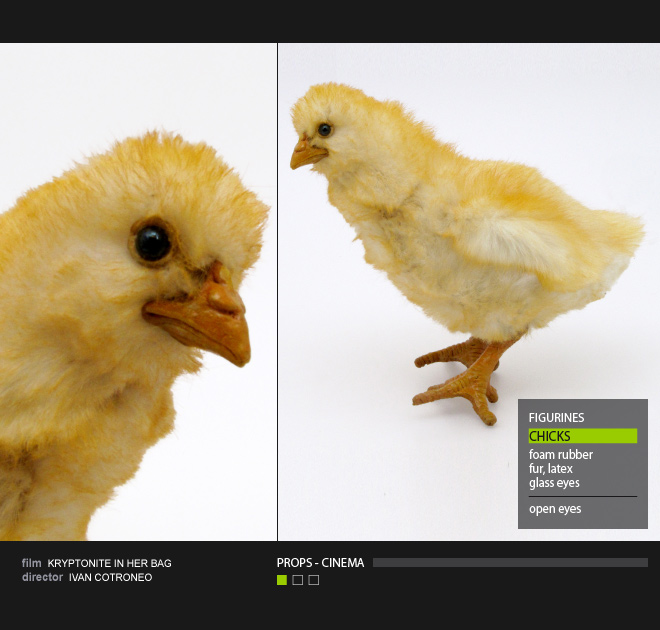 FIGURINES
CHICKS
foam rubber
fur, latex
glass eyes
open eyes
film KRYPTONITE IN HER BAG
director IVAN COTRONEO
PROPS - CINEMA